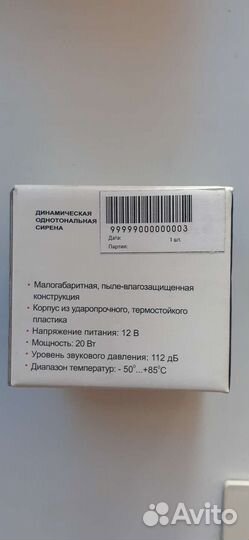 ДИНАМИЧЕСКАЯ
ОДНОТОНАЛЬНАЯ
СИРЕНА
99999000000003
Дата:
1 шт.
Партия:
• Малогабаритная, пыле-влагозащищенная
конструкция
• Корпус из ударопрочного, термостойкого
пластика
• Напряжение питания: 12 В
• Мощность: 20 Вт
• Уровень звукового давления: 112 дБ
• Диапазон температур: - 50°...+85°С
Avito